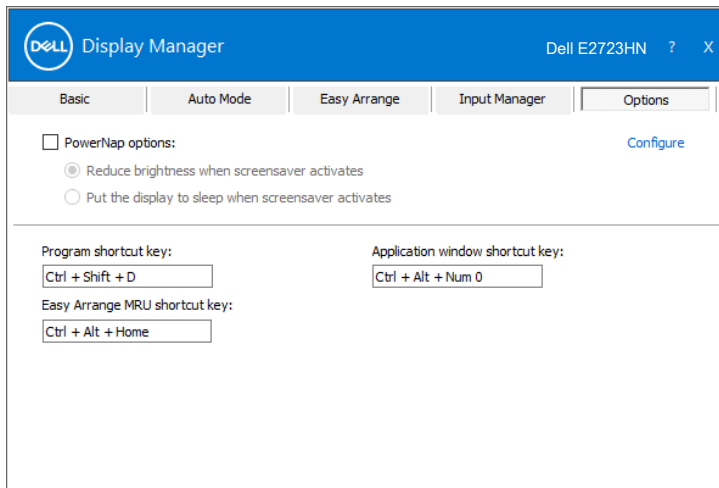 DELL Display Manager Dell E2723HN ? X
Basic Auto Mode Easy Arrange Input Manager Options
PowerNap options: Configure
Reduce brightness when screensaver activates
Put the display to sleep when screensaver activates
Program shortcut key: Application window shortcut key:
Ctrl + Shift + D Ctrl + Alt + Num 0
Easy Arrange MRU shortcut key:
Ctrl + Alt + Home